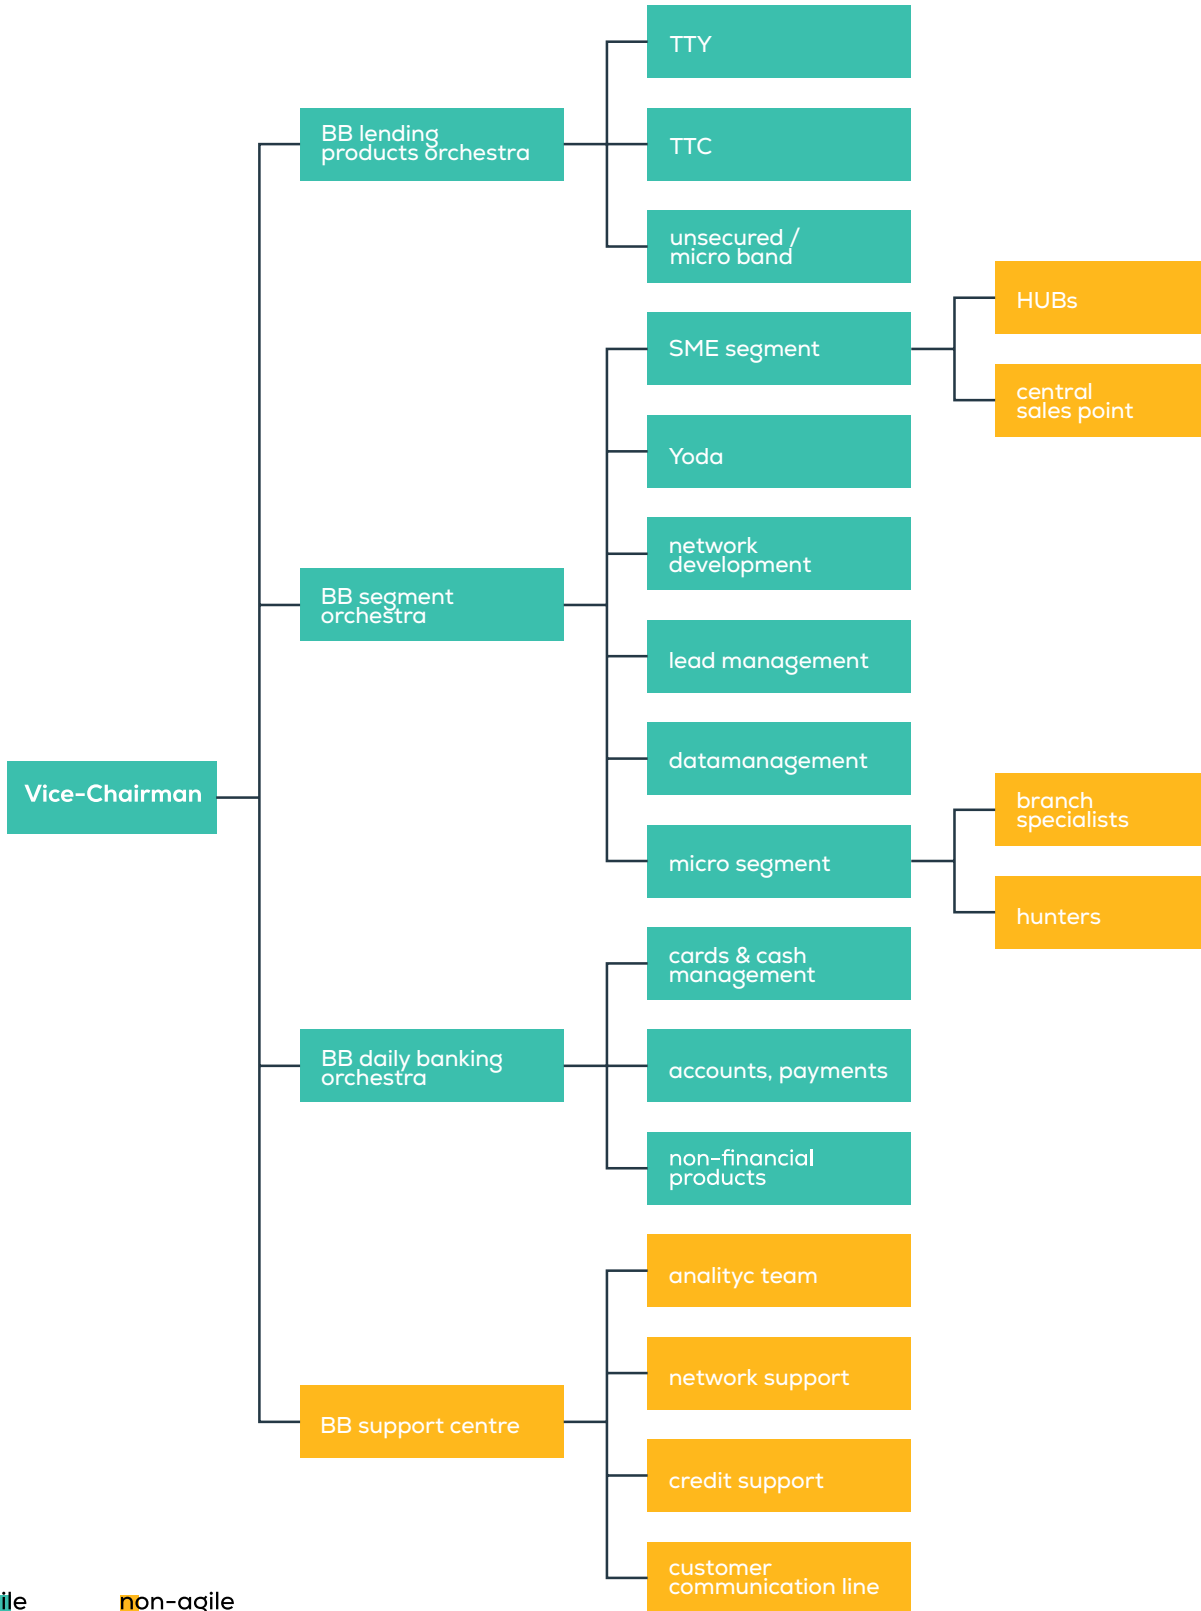 TTY
BB lending
products orchestra
TTC
unsecured /
micro band
HUBs
SME segment
central
sales point
Yoda
network
development
BB segment
orchestra
lead management
datamanagement
Vice-Chairman
branch
specialists
micro segment
hunters
cards & cash
management
BB daily banking
orchestra
accounts, payments
non-financial
products
analityc team
network support
BB support centre
credit support
customer
communication line
non-agile